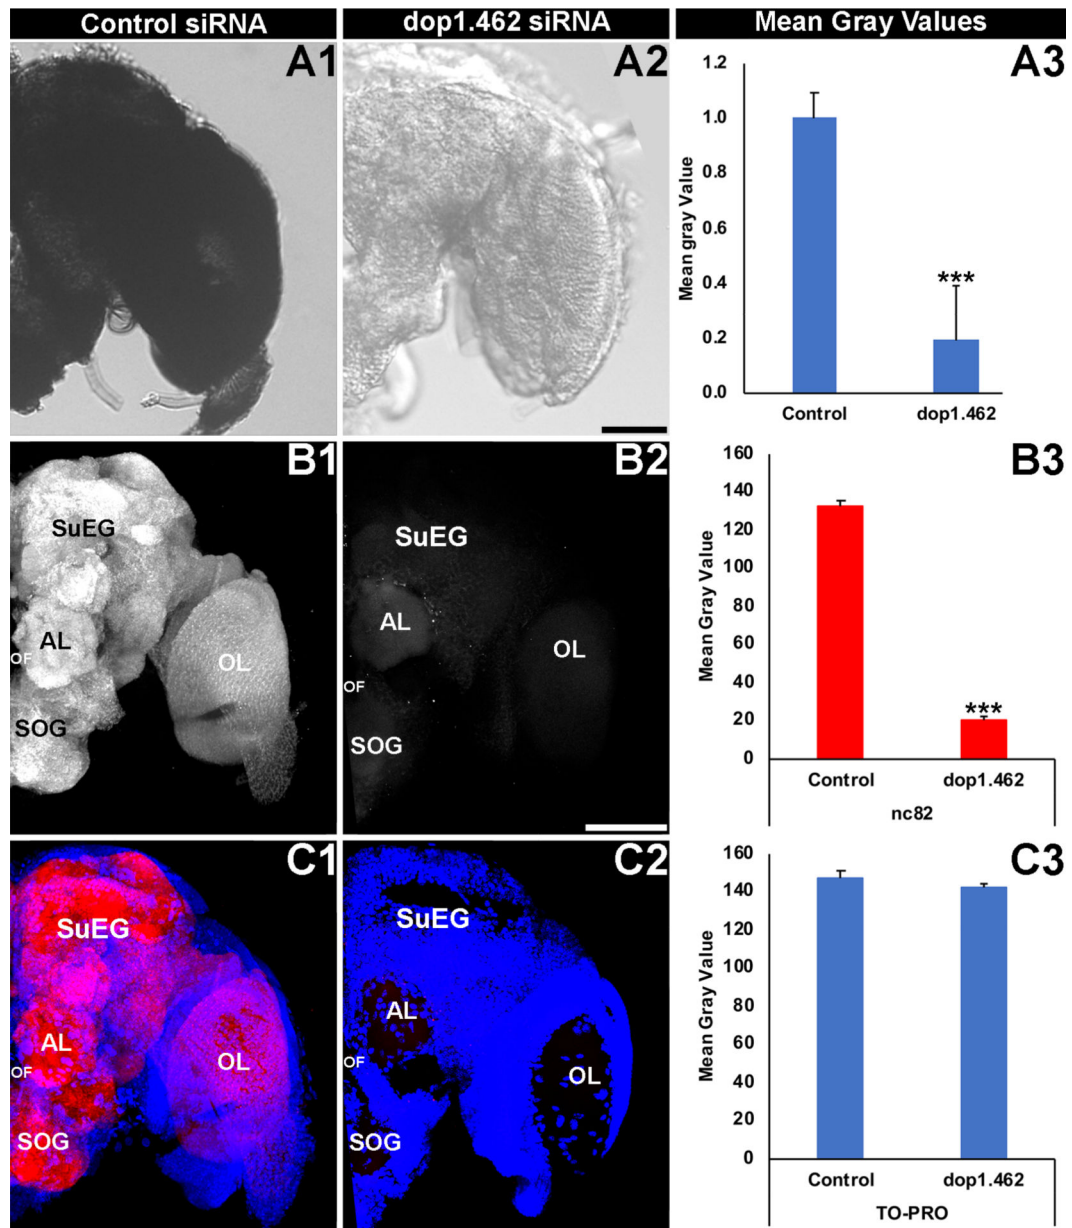 Control siRNA
dop1.462 siRNA
Mean Gray Values
A1
A2
A3
Mean gray Value
1.2
1.0
0.8
0.6
0.4
0.2
0.0
***
Control
dop1.462
B1
SuEG
AL
OF
OL
SOG
B2
SuEG
AL
OL
OF
SOG
B3
Mean Gray Value
160
140
120
100
80
60
40
20
0
***
Control
dop1.462
nc82
C1
SuEG
AL
OF
OL
SOG
C2
SuEG
AL
OF
OL
SOG
C3
Mean Gray Value
160
140
120
100
80
60
40
20
0
Control
dop1.462
TO-PRO